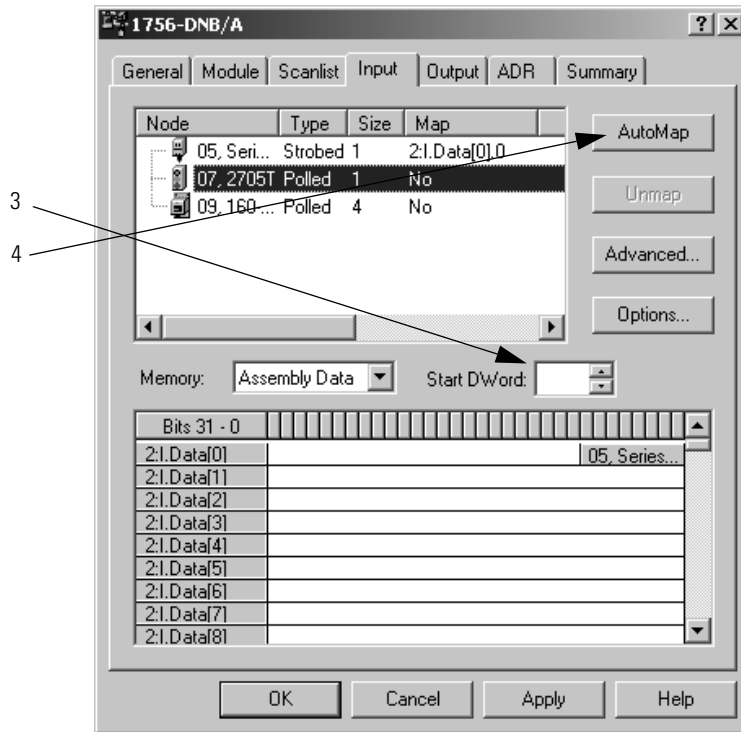 1756-DNB/A
General Module Scanlist Input Output ADR Summary
Node Type Size Map
05, Seri... Strobed 1 2:I.Data[0].0
07, 2705T Polled 1 No
09, 160-... Polled 4 No
AutoMap
Unmap
Advanced...
Options...
3
4
Memory: Assembly Data Start DWord:
Bits 31 - 0
2:I.Data[0] 05, Series...
2:I.Data[1]
2:I.Data[2]
2:I.Data[3]
2:I.Data[4]
2:I.Data[5]
2:I.Data[6]
2:I.Data[7]
2:I.Data[8]
OK Cancel Apply Help